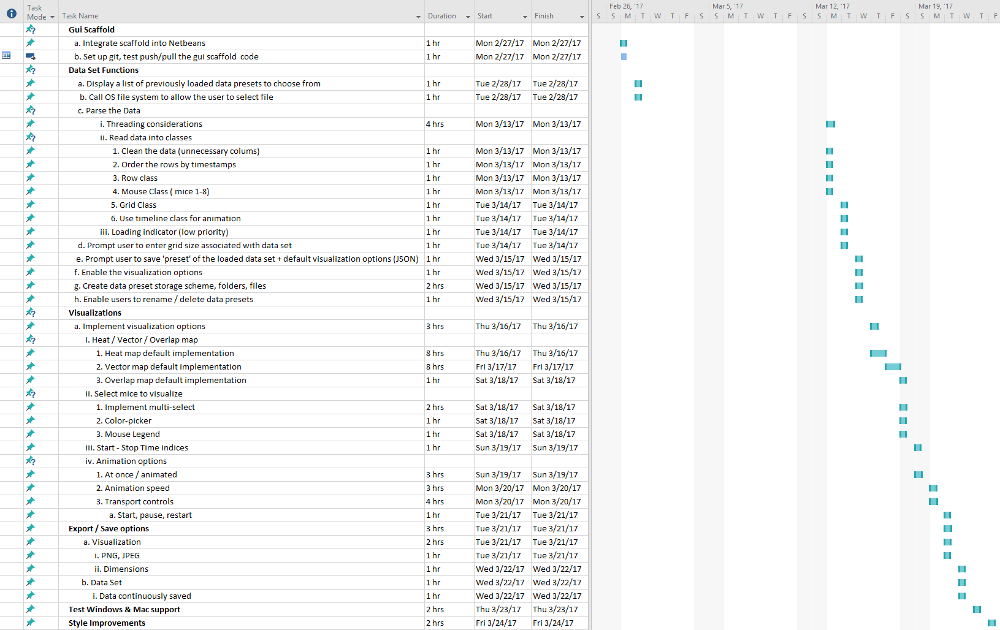 Task Mode Task Name Duration Start Finish Feb 26, '17 Mar 5, '17 Mar 12, '17 Mar 19, '17
S S M T W T F S S M T W T F S S M T W T F S S M T W T F
Gui Scaffold
a. Integrate scaffold into Netbeans 1 hr Mon 2/27/17 Mon 2/27/17
b. Set up git, test push/pull the gui scaffold code 1 hr Mon 2/27/17 Mon 2/27/17
Data Set Functions
a. Display a list of previously loaded data presets to choose from 1 hr Tue 2/28/17 Tue 2/28/17
b. Call OS file system to allow the user to select file 1 hr Tue 2/28/17 Tue 2/28/17
c. Parse the Data
i. Threading considerations 4 hrs Mon 3/13/17 Mon 3/13/17
ii. Read data into classes
1. Clean the data (unnecessary colums) 1 hr Mon 3/13/17 Mon 3/13/17
2. Order the rows by timestamps 1 hr Mon 3/13/17 Mon 3/13/17
3. Row class 1 hr Mon 3/13/17 Mon 3/13/17
4. Mouse Class ( mice 1-8) 1 hr Mon 3/13/17 Mon 3/13/17
5. Grid Class 1 hr Tue 3/14/17 Tue 3/14/17
6. Use timeline class for animation 1 hr Tue 3/14/17 Tue 3/14/17
iii. Loading indicator (low priority) 1 hr Tue 3/14/17 Tue 3/14/17
d. Prompt user to enter grid size associated with data set 1 hr Tue 3/14/17 Tue 3/14/17
e. Prompt user to save 'preset' of the loaded data set + default visualization options (JSON) 1 hr Wed 3/15/17 Wed 3/15/17
f. Enable the visualization options 1 hr Wed 3/15/17 Wed 3/15/17
g. Create data preset storage scheme, folders, files 2 hrs Wed 3/15/17 Wed 3/15/17
h. Enable users to rename / delete data presets 1 hr Wed 3/15/17 Wed 3/15/17
Visualizations
a. Implement visualization options 3 hrs Thu 3/16/17 Thu 3/16/17
i. Heat / Vector / Overlap map
1. Heat map default implementation 8 hrs Thu 3/16/17 Thu 3/16/17
2. Vector map default implementation 8 hrs Fri 3/17/17 Fri 3/17/17
3. Overlap map default implementation 1 hr Sat 3/18/17 Sat 3/18/17
ii. Select mice to visualize
1. Implement multi-select 2 hrs Sat 3/18/17 Sat 3/18/17
2. Color-picker 1 hr Sat 3/18/17 Sat 3/18/17
3. Mouse Legend 1 hr Sat 3/18/17 Sat 3/18/17
iii. Start - Stop Time indices 1 hr Sun 3/19/17 Sun 3/19/17
iv. Animation options
1. At once / animated 3 hrs Sun 3/19/17 Sun 3/19/17
2. Animation speed 3 hrs Mon 3/20/17 Mon 3/20/17
3. Transport controls 4 hrs Mon 3/20/17 Mon 3/20/17
a. Start, pause, restart 1 hr Tue 3/21/17 Tue 3/21/17
Export / Save options 3 hrs Tue 3/21/17 Tue 3/21/17
a. Visualization 2 hrs Tue 3/21/17 Tue 3/21/17
i. PNG, JPEG 1 hr Tue 3/21/17 Tue 3/21/17
ii. Dimensions 1 hr Wed 3/22/17 Wed 3/22/17
b. Data Set 1 hr Wed 3/22/17 Wed 3/22/17
i. Data continuously saved 1 hr Wed 3/22/17 Wed 3/22/17
Test Windows & Mac support 2 hrs Thu 3/23/17 Thu 3/23/17
Style Improvements 2 hrs Fri 3/24/17 Fri 3/24/17